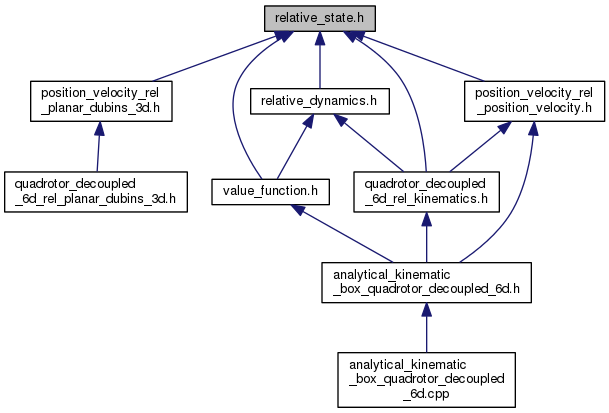 relative_state.h
position_velocity_rel
_planar_dubins_3d.h
relative_dynamics.h
position_velocity_rel
_position_velocity.h
quadrotor_decoupled
_6d_rel_planar_dubins_3d.h
value_function.h
quadrotor_decoupled
_6d_rel_kinematics.h
analytical_kinematic
_box_quadrotor_decoupled_6d.h
analytical_kinematic
_box_quadrotor_decoupled
_6d.cpp